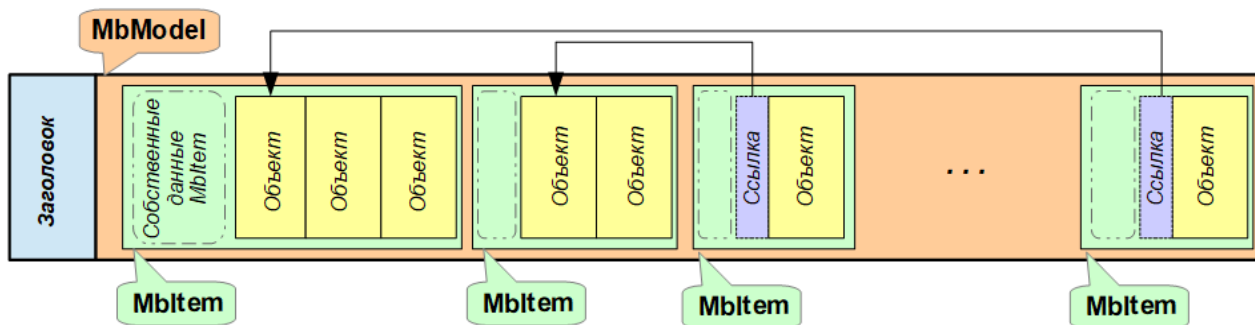 MbModel
Заголовок
Собственные
данные
MbItem
Объект
Объект
Объект
Объект
Объект
Ссылка
Объект
. . .
Ссылка
Объект
MbItem
MbItem
MbItem
MbItem